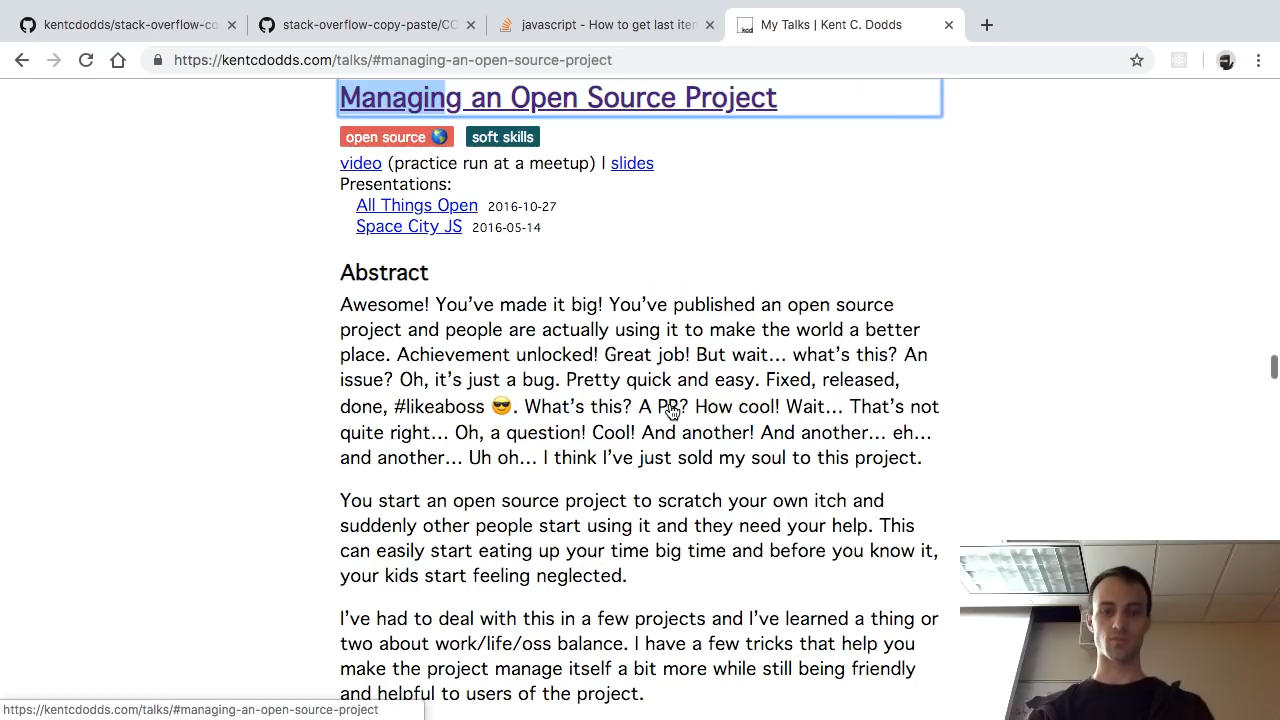 kentcdodds/stack-overflow-co
stack-overflow-copy-paste/CO
javascript - How to get last iter
My Talks | Kent C. Dodds
https://kentcdodds.com/talks/#managing-an-open-source-project
Managing an Open Source Project
open source 🌎 soft skills
video (practice run at a meetup) | slides
Presentations:
All Things Open 2016-10-27
Space City JS 2016-05-14
Abstract
Awesome! You’ve made it big! You’ve published an open source
project and people are actually using it to make the world a better
place. Achievement unlocked! Great job! But wait… what’s this? An
issue? Oh, it’s just a bug. Pretty quick and easy. Fixed, released,
done, #likeaboss 😎. What’s this? A PR? How cool! Wait… That’s not
quite right… Oh, a question! Cool! And another! And another… eh…
and another… Uh oh… I think I’ve just sold my soul to this project.
You start an open source project to scratch your own itch and
suddenly other people start using it and they need your help. This
can easily start eating up your time big time and before you know it,
your kids start feeling neglected.
I’ve had to deal with this in a few projects and I’ve learned a thing or
two about work/life/oss balance. I have a few tricks that help you
make the project manage itself a bit more while still being friendly
and helpful to users of the project.
https://kentcdodds.com/talks/#managing-an-open-source-project